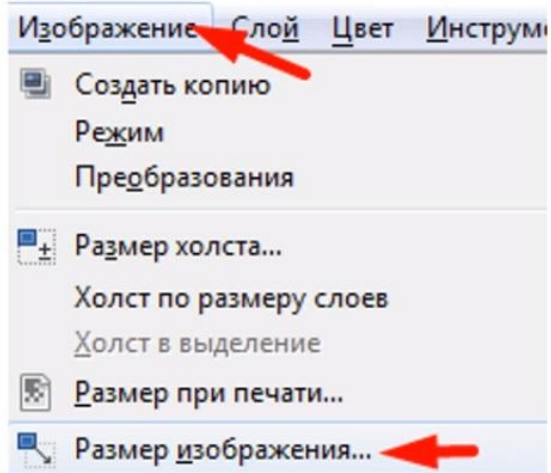 Изображение Слой Цвет
Создать копию
Режим
Преобразования
Размер холста...
Холст по размеру слоев
Холст в выделение
Размер при печати...
Размер изображения...